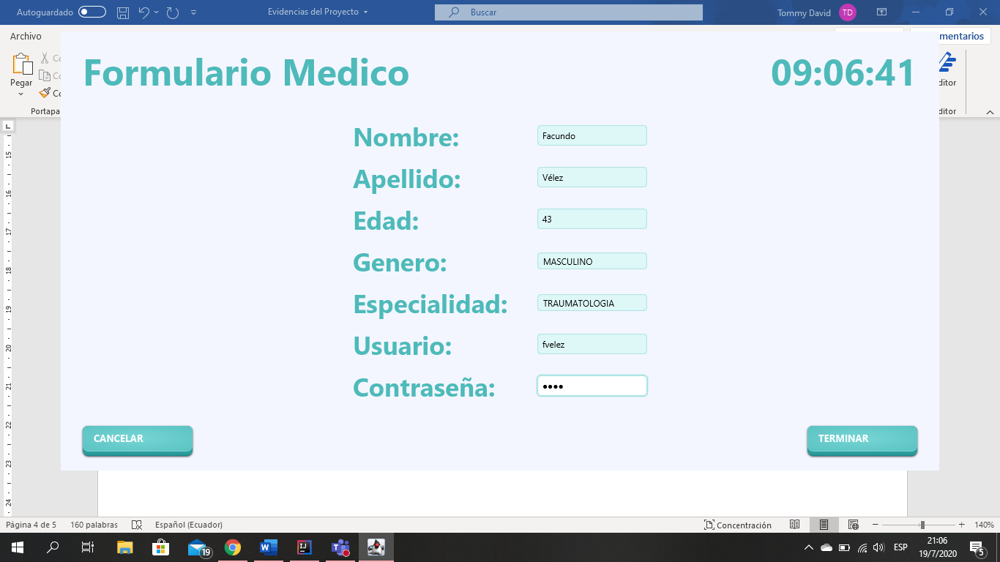 Autoguardado
Evidencias del Proyecto
Buscar
Tommy David
TD
Archivo
mentarios
Pegar
Co
Co
Co
Portapa
ditor
ditor
Formulario Medico
09:06:41
Nombre:
Facundo
Apellido:
Vélez
Edad:
43
Genero:
MASCULINO
Especialidad:
TRAUMATOLOGIA
Usuario:
fvelez
Contraseña:
••••
CANCELAR
TERMINAR
15
16
17
18
19
20
21
22
23
24
Página 4 de 5
160 palabras
Español (Ecuador)
Concentración
140%
19
ESP
21:06
19/7/2020
5